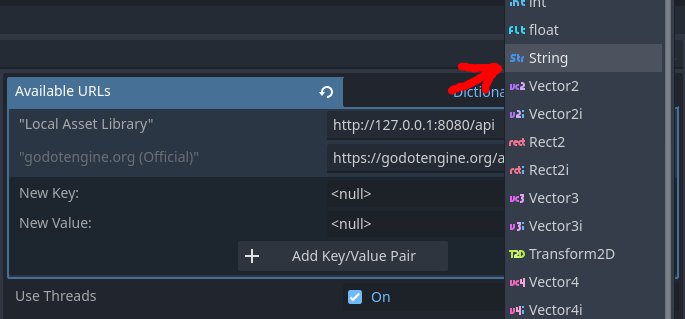 int
float
String
Available URLs
Dictiona
Vector2
"Local Asset Library"
http://127.0.0.1:8080/api
Vector2i
Rect2
"godotengine.org (Official)"
https://godotengine.org/a
Rect2i
New Key:
<null>
Vector3
New Value:
<null>
Vector3i
Add Key/Value Pair
Transform2D
Vector4
Use Threads
On
Vector4i